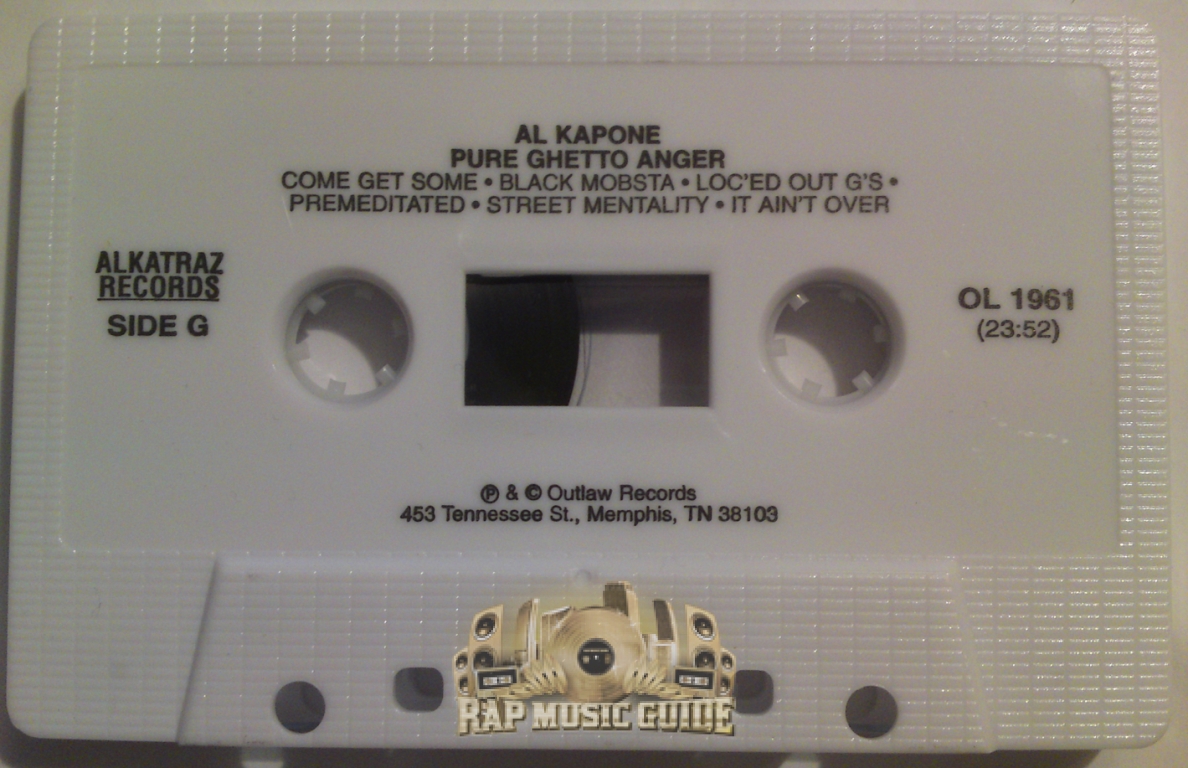 AL KAPONE
PURE GHETTO ANGER
COME GET SOME • BLACK MOBSTA • LOC'ED OUT G'S •
PREMEDITATED • STREET MENTALITY • IT AIN'T OVER
ALKATRAZ
RECORDS
SIDE G
OL 1961
(23:52)
℗ & © Outlaw Records
453 Tennessee St., Memphis, TN 38103
RAP MUSIC GUIDE